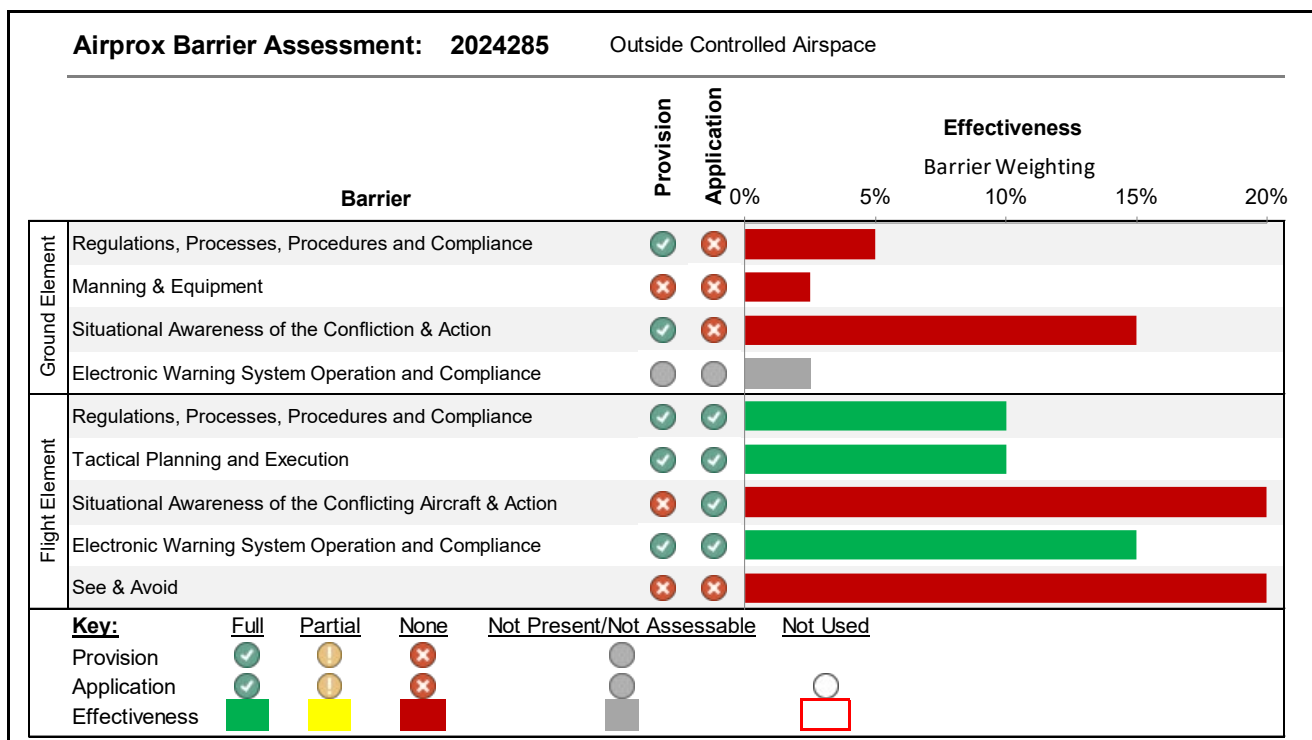 Airprox Barrier Assessment: 2024285 Outside Controlled Airspace
Barrier Provision Application Effectiveness
Barrier Weighting
0% 5% 10% 15% 20%
Ground Element
Regulations, Processes, Procedures and Compliance
Manning & Equipment
Situational Awareness of the Confliction & Action
Electronic Warning System Operation and Compliance
Flight Element
Regulations, Processes, Procedures and Compliance
Tactical Planning and Execution
Situational Awareness of the Conflicting Aircraft & Action
Electronic Warning System Operation and Compliance
See & Avoid
Key: Full Partial None Not Present/Not Assessable Not Used
Provision
Application
Effectiveness